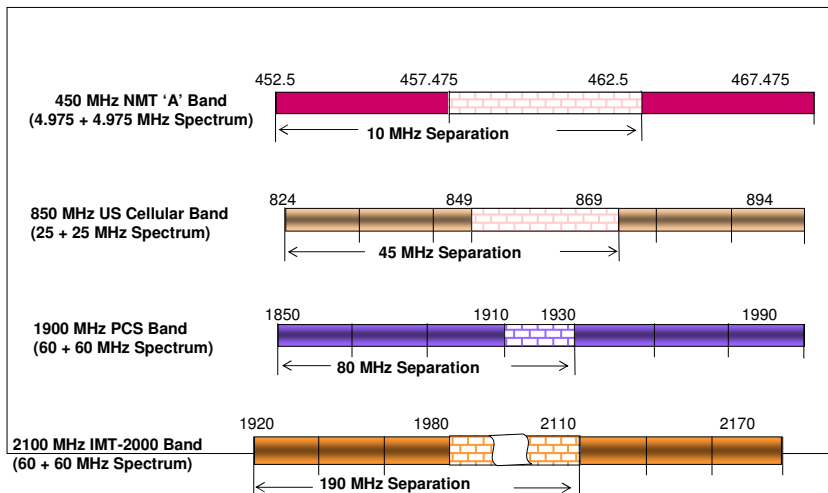 452.5 457.475 462.5 467.475
450 MHz NMT ‘A’ Band
(4.975 + 4.975 MHz Spectrum)
10 MHz Separation
824 849 869 894
850 MHz US Cellular Band
(25 + 25 MHz Spectrum)
45 MHz Separation
1850 1910 1930 1990
1900 MHz PCS Band
(60 + 60 MHz Spectrum)
80 MHz Separation
1920 1980 2110 2170
2100 MHz IMT-2000 Band
(60 + 60 MHz Spectrum)
190 MHz Separation